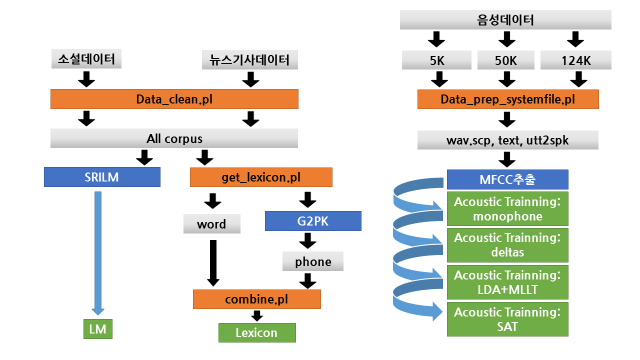 소설데이터
뉴스기사데이터
Data_clean.pl
All corpus
SRILM
get_lexicon.pl
word
G2PK
phone
combine.pl
LM
Lexicon
음성데이터
5K
50K
124K
Data_prep_systemfile.pl
wav.scp, text, utt2spk
MFCC추출
Acoustic Trainning:
monophone
Acoustic Trainning:
deltas
Acoustic Trainning:
LDA+MLLT
Acoustic Trainning:
SAT